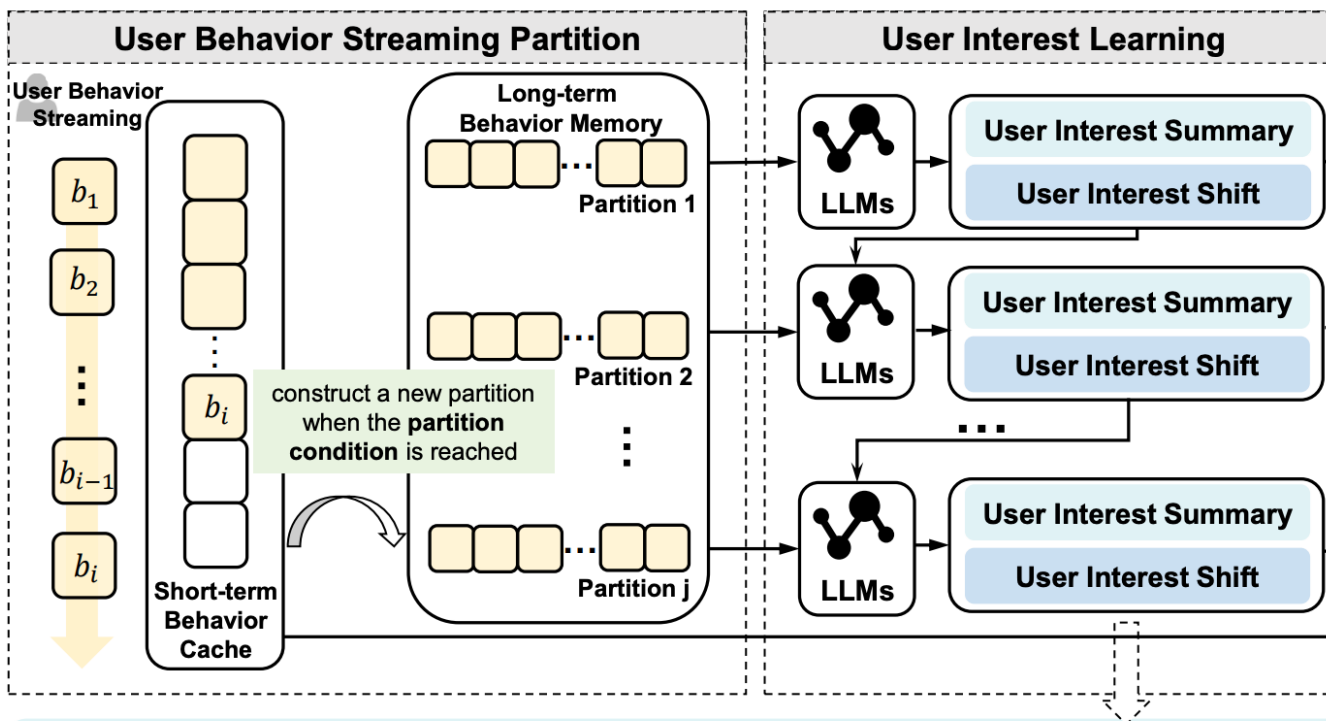 User Behavior Streaming Partition
User Behavior
Streaming
b₁
b₂
⋮
bᵢ₋₁
bᵢ
⋮
bᵢ
Short-term
Behavior
Cache
construct a new partition
when the partition
condition is reached
Long-term
Behavior Memory
...
Partition 1
...
Partition 2
⋮
...
Partition j
User Interest Learning
LLMs
User Interest Summary
User Interest Shift
LLMs
User Interest Summary
User Interest Shift
...
LLMs
User Interest Summary
User Interest Shift